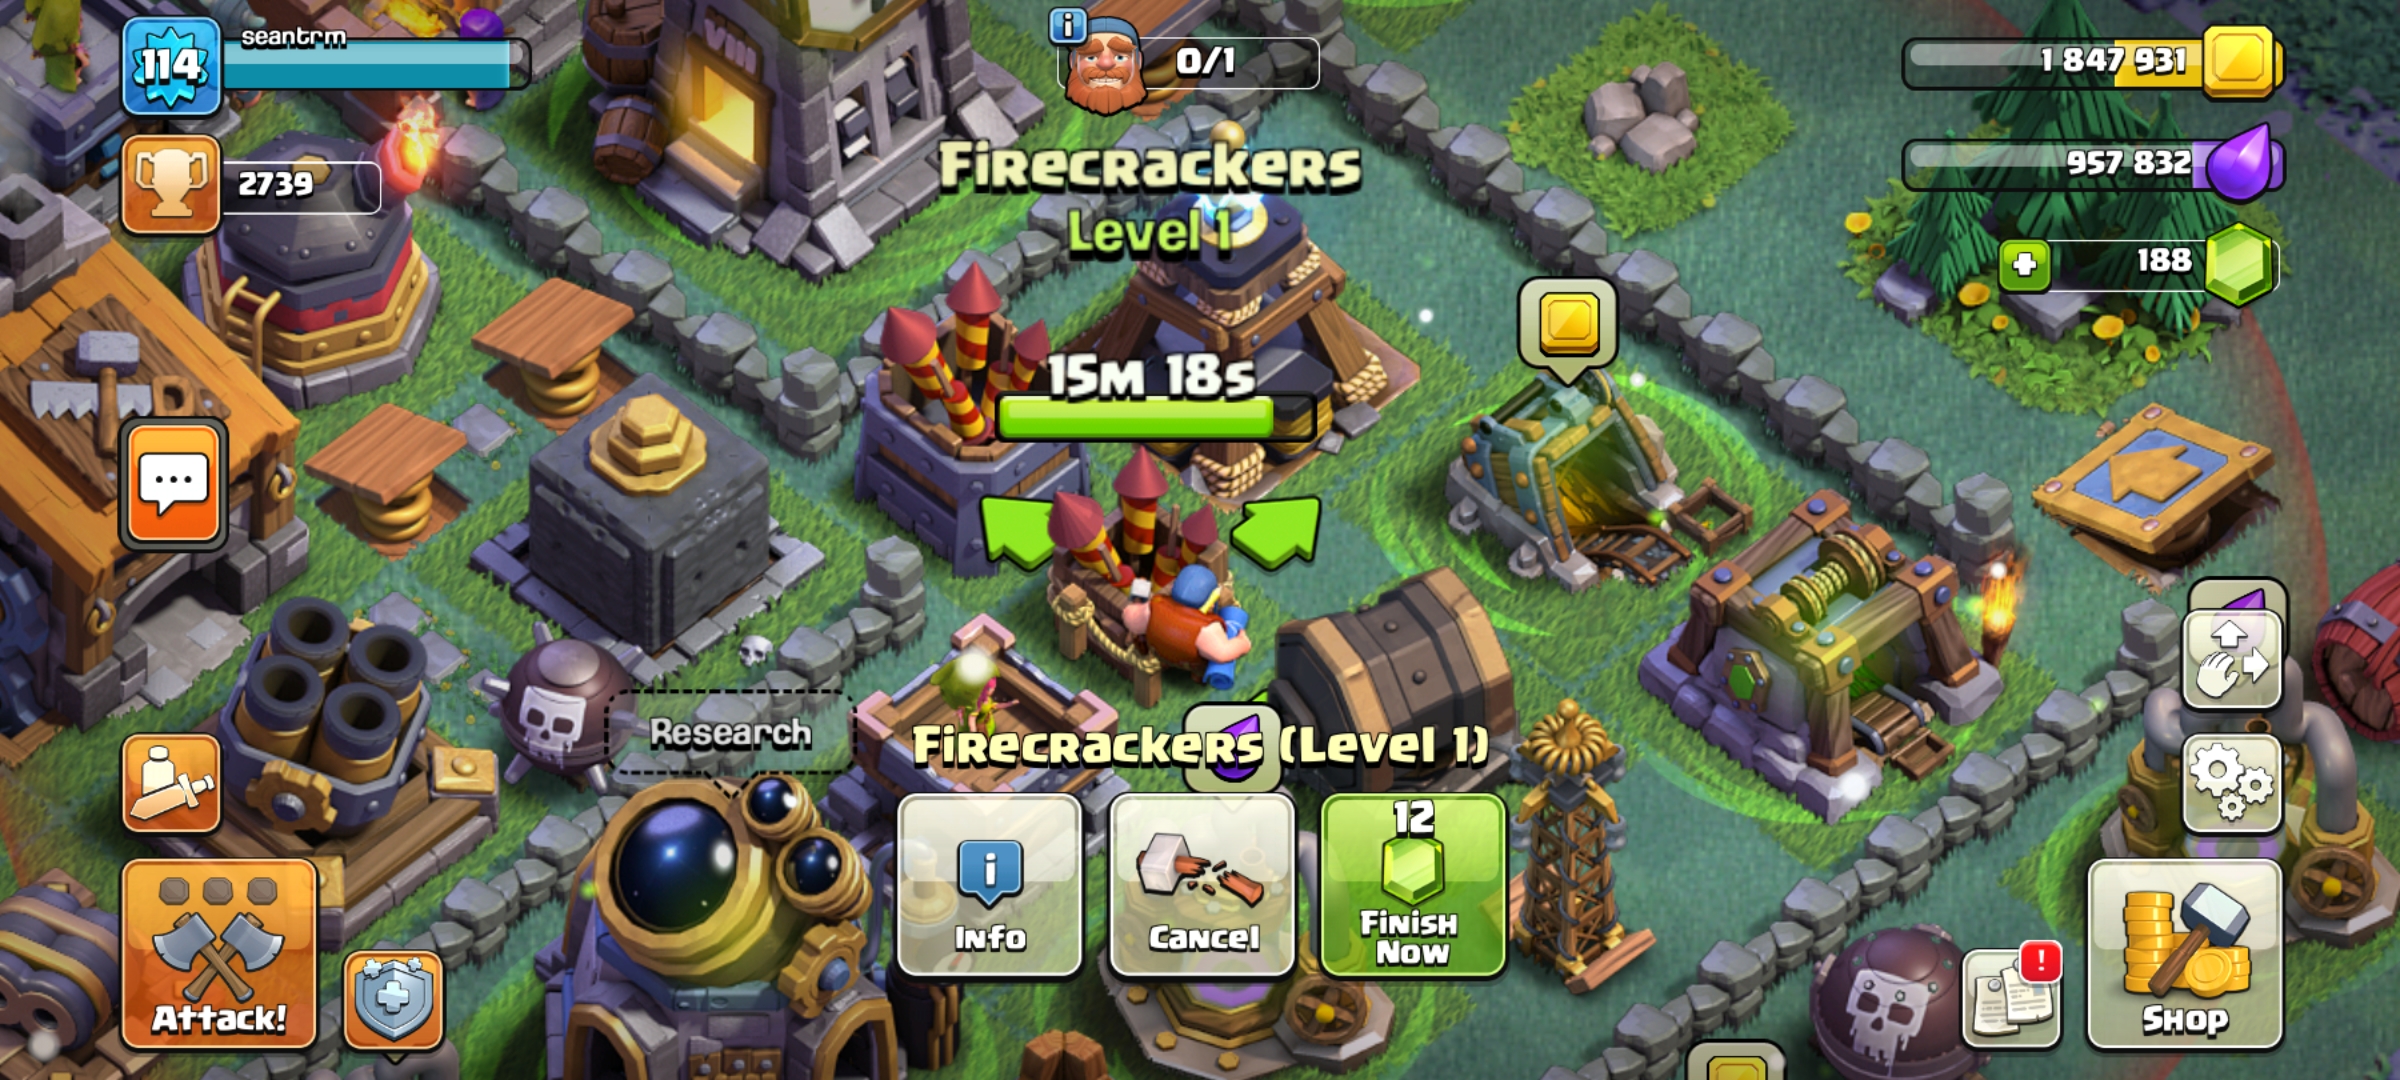 114
seantrm
0/1
1 847 931
2739
957 832
188
VIII
Firecrackers
Level 1
15m 18s
Research
Firecrackers (Level 1)
Info
Cancel
12
Finish
Now
Attack!
!
Shop